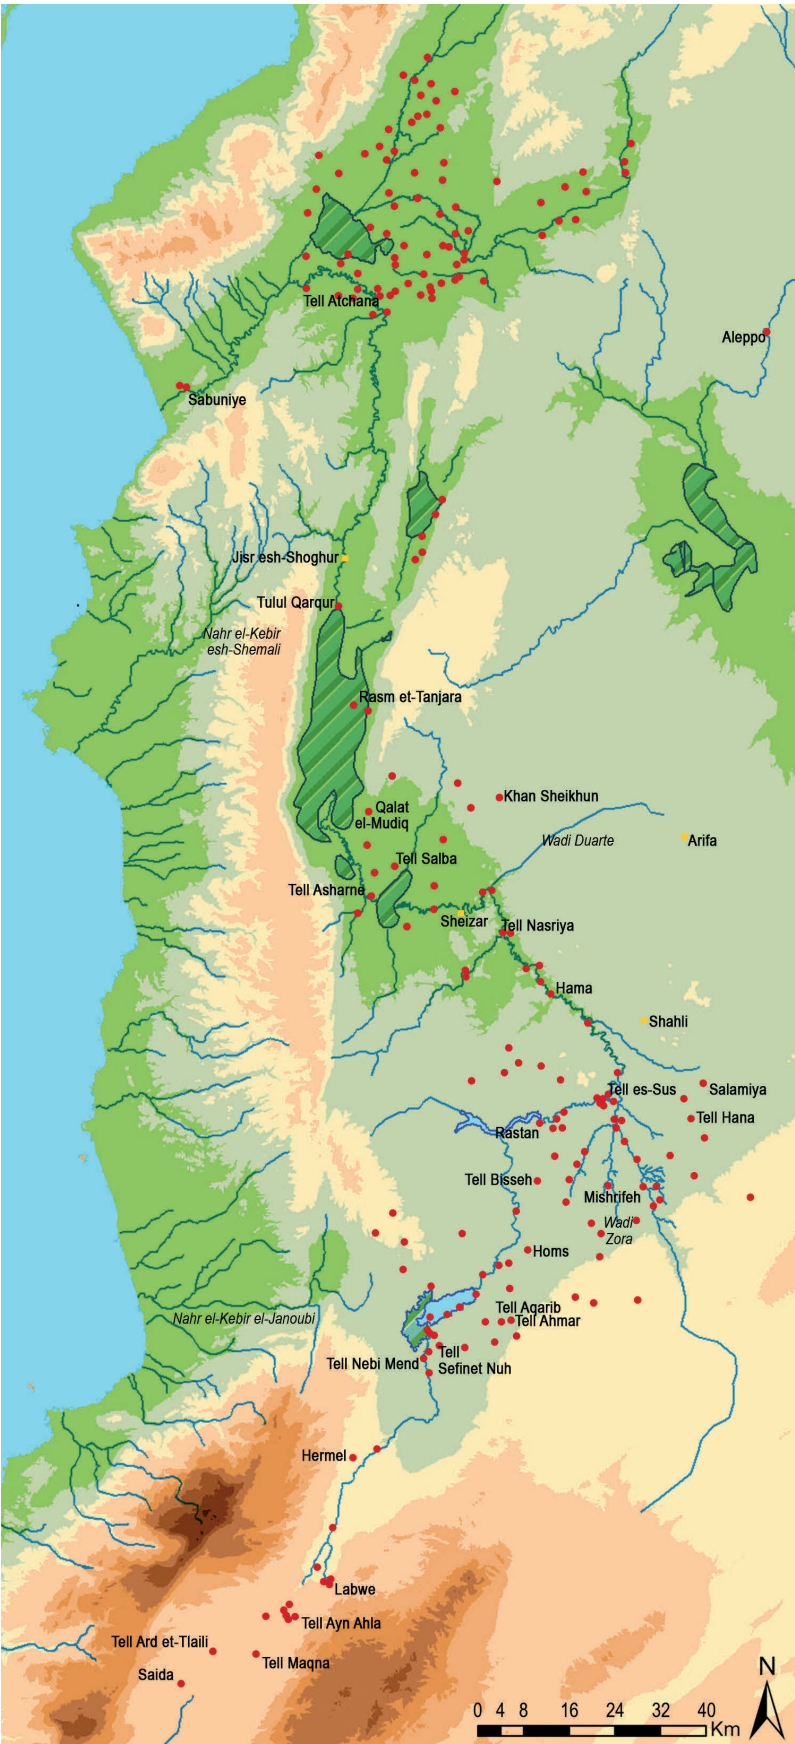 Tell Atchana
Aleppo
Sabuniye
Jisr esh-Shoghur
Tulul Qarqur
Nahr el-Kebir
esh-Shemali
Rasm et-Tanjara
Khan Sheikhun
Qalat
el-Mudiq
Wadi Duarte
Arifa
Tell Salba
Tell Asharne
Sheizar
Tell Nasriya
Hama
Shahli
Tell es-Sus
Salamiya
Tell Hana
Rastan
Tell Bisseh
Mishrifeh
Wadi
Zora
Homs
Tell Aqarib
Nahr el-Kebir el-Janoubi
Tell Ahmar
Tell
Sefinet Nuh
Tell Nebi Mend
Hermel
Labwe
Tell Ayn Ahla
Tell Ard et-Tlaili
Tell Maqna
Saida
N
0 4 8 16 24 32 40
Km